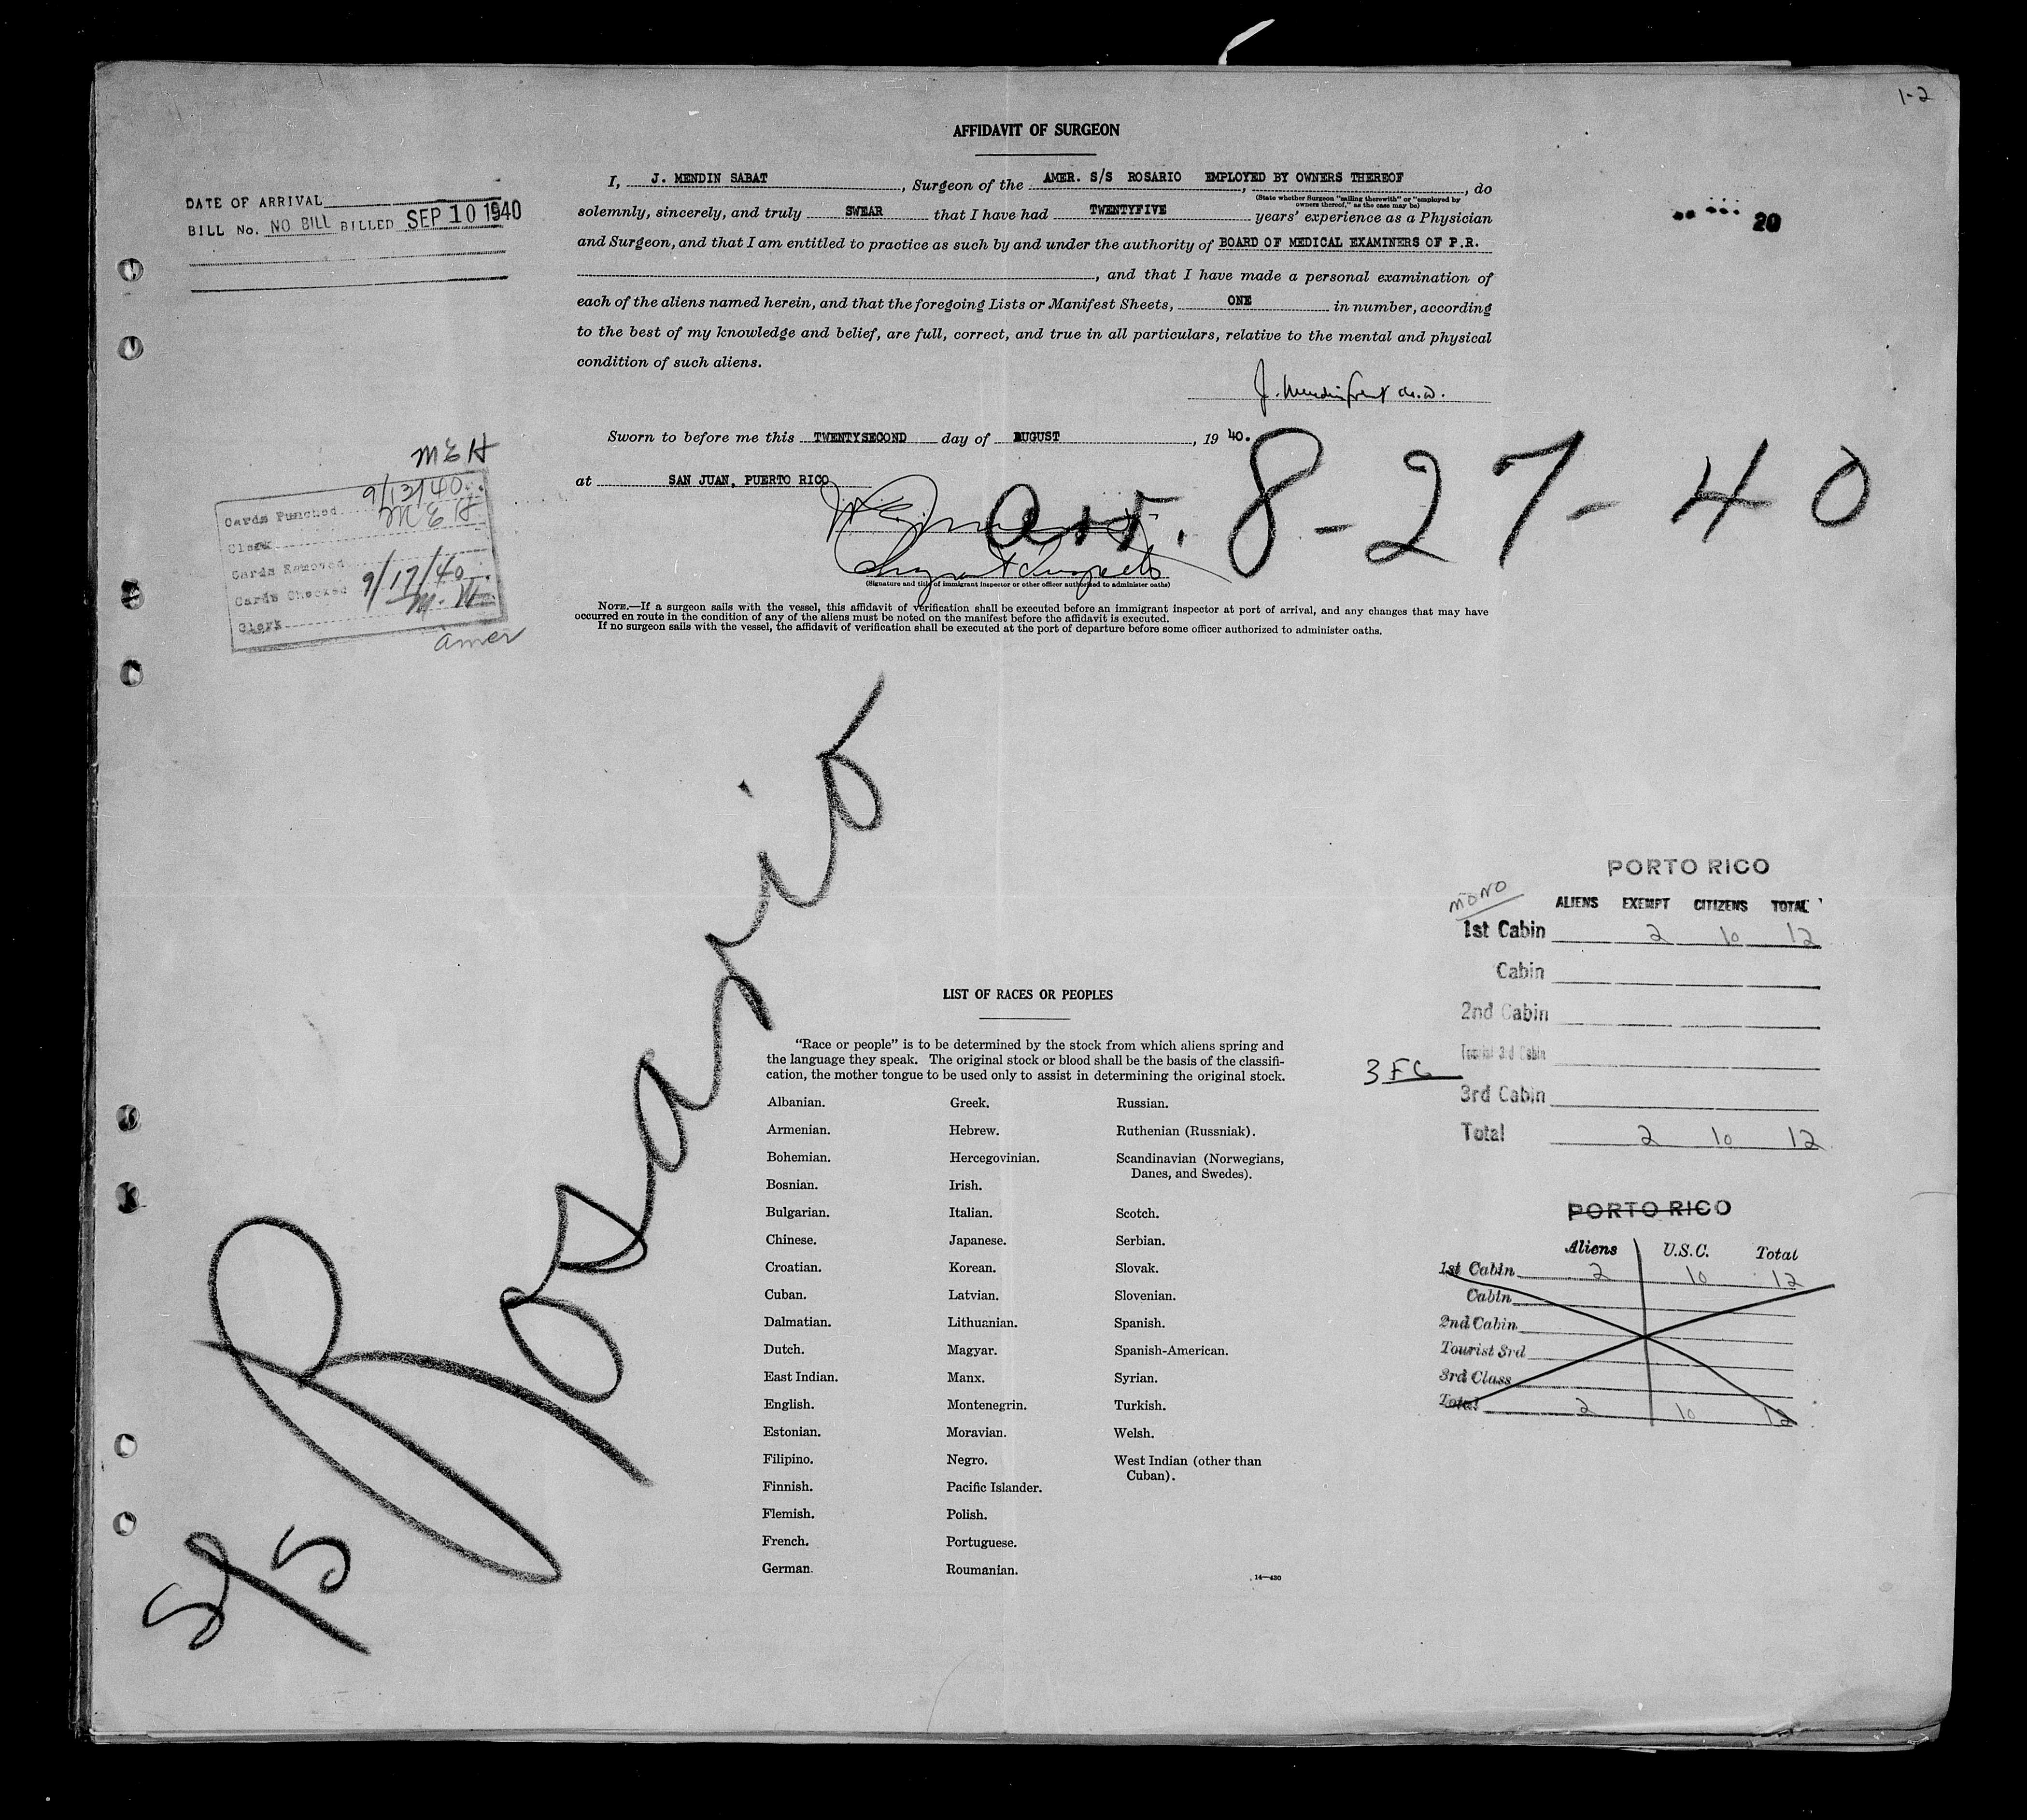 1-2
AFFIDAVIT OF SURGEON
I, J. MENDIN SABAT, Surgeon of the AMER. S/S ROSARIO, EMPLOYED BY OWNERS THEREOF, do
(State whether Surgeon "sailing therewith" or "employed by
owners thereof," as the case may be)
solemnly, sincerely, and truly SWEAR that I have had TWENTYFIVE years' experience as a Physician
and Surgeon, and that I am entitled to practice as such by and under the authority of BOARD OF MEDICAL EXAMINERS OF P.R.
, and that I have made a personal examination of
each of the aliens named herein, and that the foregoing Lists or Manifest Sheets, ONE in number, according
to the best of my knowledge and belief, are full, correct, and true in all particulars, relative to the mental and physical
condition of such aliens.
Sworn to before me this TWENTYSECOND day of AUGUST, 19 40.
at SAN JUAN, PUERTO RICO
arr. 8-27-40
Immigrant Inspector
(Signature and title of immigrant inspector or other officer authorized to administer oaths)
NOTE.—If a surgeon sails with the vessel, this affidavit of verification shall be executed before an immigrant inspector at port of arrival, and any changes that may have
occurred en route in the condition of any of the aliens must be noted on the manifest before the affidavit is executed.
If no surgeon sails with the vessel, the affidavit of verification shall be executed at the port of departure before some officer authorized to administer oaths.
DATE OF ARRIVAL
BILL No. NO BILL BILLED SEP 10 1940
20
MEH
Cards Punched 9/13/40
Clerk MEH
Cards Removed
Cards Checked 9/17/40
Clerk M. W.
amer
S/S Rosario
LIST OF RACES OR PEOPLES
"Race or people" is to be determined by the stock from which aliens spring and
the language they speak. The original stock or blood shall be the basis of the classifi-
cation, the mother tongue to be used only to assist in determining the original stock.
Albanian.
Armenian.
Bohemian.
Bosnian.
Bulgarian.
Chinese.
Croatian.
Cuban.
Dalmatian.
Dutch.
East Indian.
English.
Estonian.
Filipino.
Finnish.
Flemish.
French.
German.
Greek.
Hebrew.
Hercegovinian.
Irish.
Italian.
Japanese.
Korean.
Latvian.
Lithuanian.
Magyar.
Manx.
Montenegrin.
Moravian.
Negro.
Pacific Islander.
Polish.
Portuguese.
Roumanian.
Russian.
Ruthenian (Russniak).
Scandinavian (Norwegians,
Danes, and Swedes).
Scotch.
Serbian.
Slovak.
Slovenian.
Spanish.
Spanish-American.
Syrian.
Turkish.
Welsh.
West Indian (other than
Cuban).
14—430
PORTO RICO
MONO
ALIENS EXEMPT CITIZENS TOTAL
1st Cabin 2 10 12
Cabin
2nd Cabin
Tourist 3d Cabin
3 FC
3rd Cabin
Total 2 10 12
PORTO RICO
Aliens U.S.C. Total
1st Cabin 2 10 12
Cabin
2nd Cabin
Tourist 3rd
3rd Class
Total 2 10 12